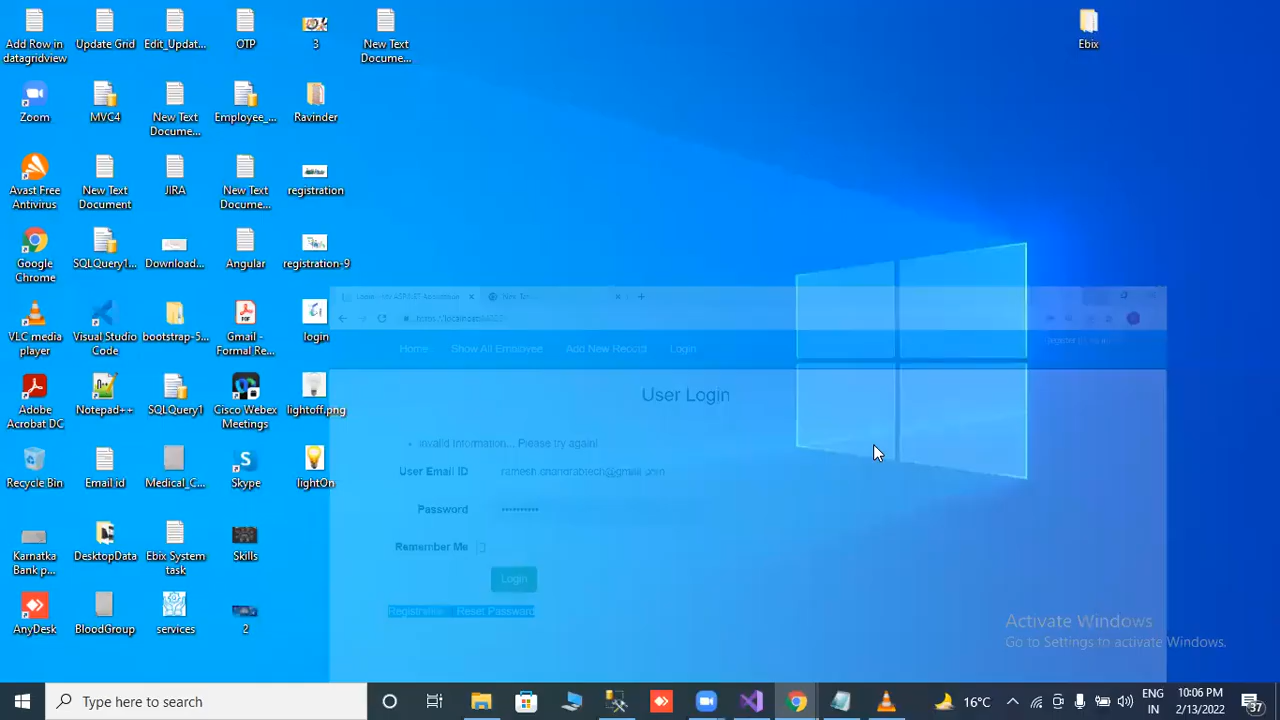 Add Row in
datagridview
Update Grid
Edit_Updat...
OTP
3
New Text
Docume...
Ebix
Zoom
MVC4
New Text
Docume...
Employee_...
Ravinder
Avast Free
Antivirus
New Text
Document
JIRA
New Text
Docume...
registration
Google
Chrome
SQLQuery1...
Download...
Angular
registration-9
VLC media
player
Visual Studio
Code
bootstrap-5...
Gmail -
Formal Re...
login
Home
Show All Employee
Add New Record
Login
User Login
Adobe
Acrobat DC
Notepad++
SQLQuery1
Cisco Webex
Meetings
lightoff.png
Invalid Information... Please try again!
User Email ID
ramesh.chandrabtech@gmail.com
Recycle Bin
Email id
Medical_C...
Skype
lightOn
Password
••••••••••
Remember Me
Karnatka
Bank p...
DesktopData
Ebix System
task
Skills
Login
Registration
Reset Password
AnyDesk
BloodGroup
services
2
Activate Windows
Go to Settings to activate Windows.
Type here to search
16°C
ENG
IN
10:06 PM
2/13/2022
37